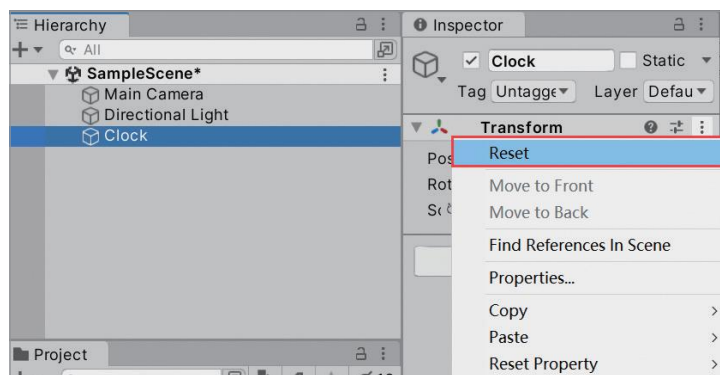 Hierarchy
All
SampleScene*
Main Camera
Directional Light
Clock
Project
Inspector
Clock
Static
Tag Untagge
Layer Defau
Transform
Pos
Rot
Reset
Move to Front
Move to Back
Find References In Scene
Properties...
Copy
Paste
Reset Property